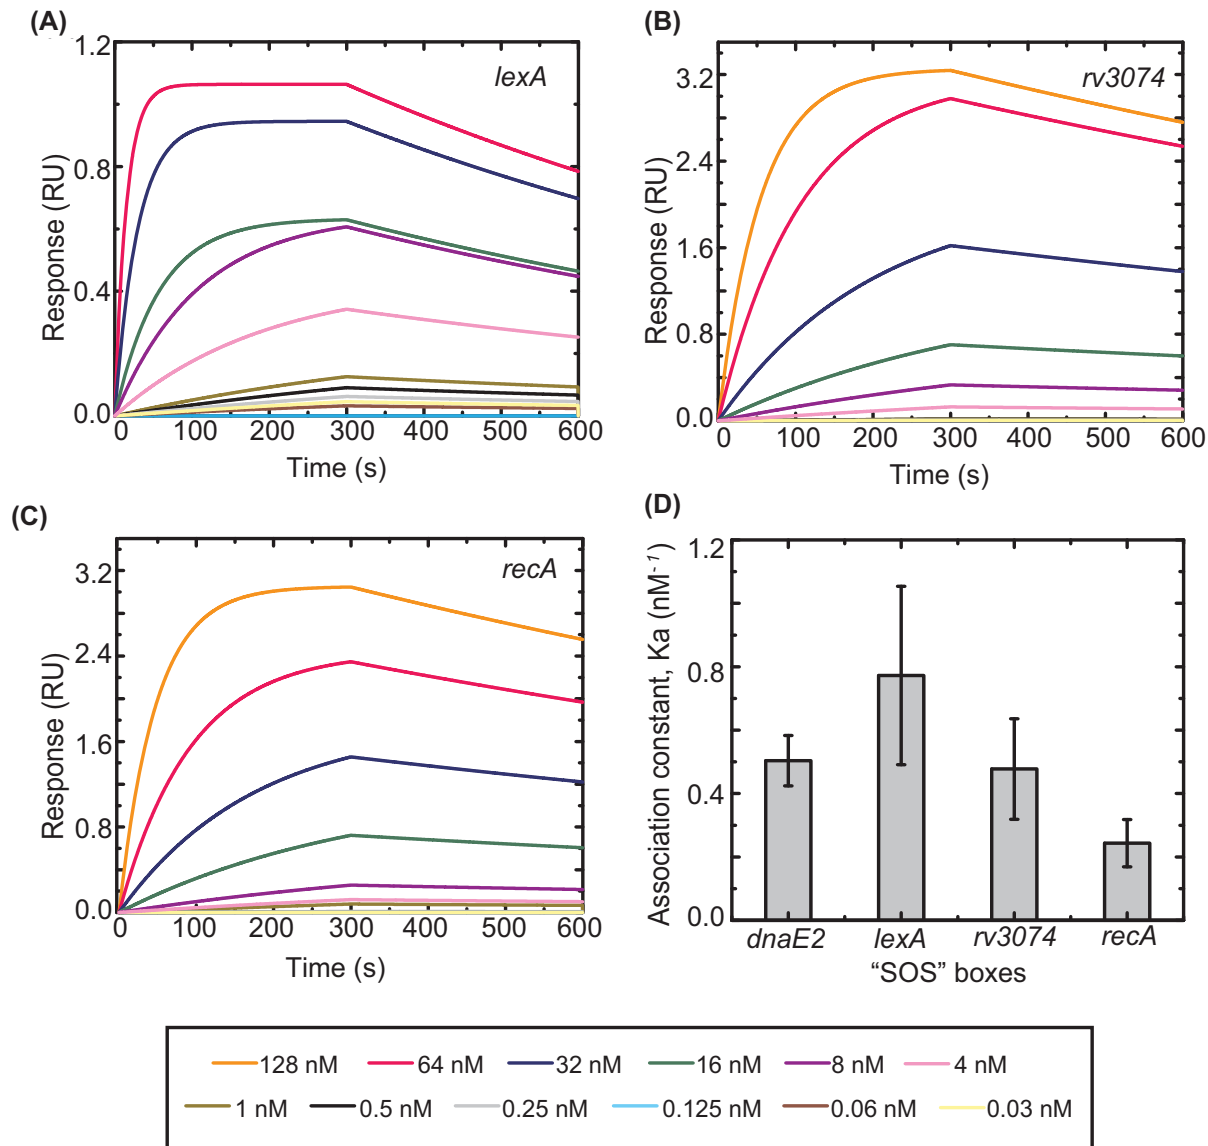 (A)
1.2
0.8
0.4
0.0
Response (RU)
lexA
0 100 200 300 400 500 600
Time (s)
(B)
3.2
2.4
1.6
0.8
0.0
Response (RU)
rv3074
0 100 200 300 400 500 600
Time (s)
(C)
3.2
2.4
1.6
0.8
0.0
Response (RU)
recA
0 100 200 300 400 500 600
Time (s)
(D)
1.2
0.8
0.4
0.0
Association constant, Ka (nM⁻¹)
dnaE2 lexA rv3074 recA
“SOS” boxes
128 nM 64 nM 32 nM 16 nM 8 nM 4 nM
1 nM 0.5 nM 0.25 nM 0.125 nM 0.06 nM 0.03 nM